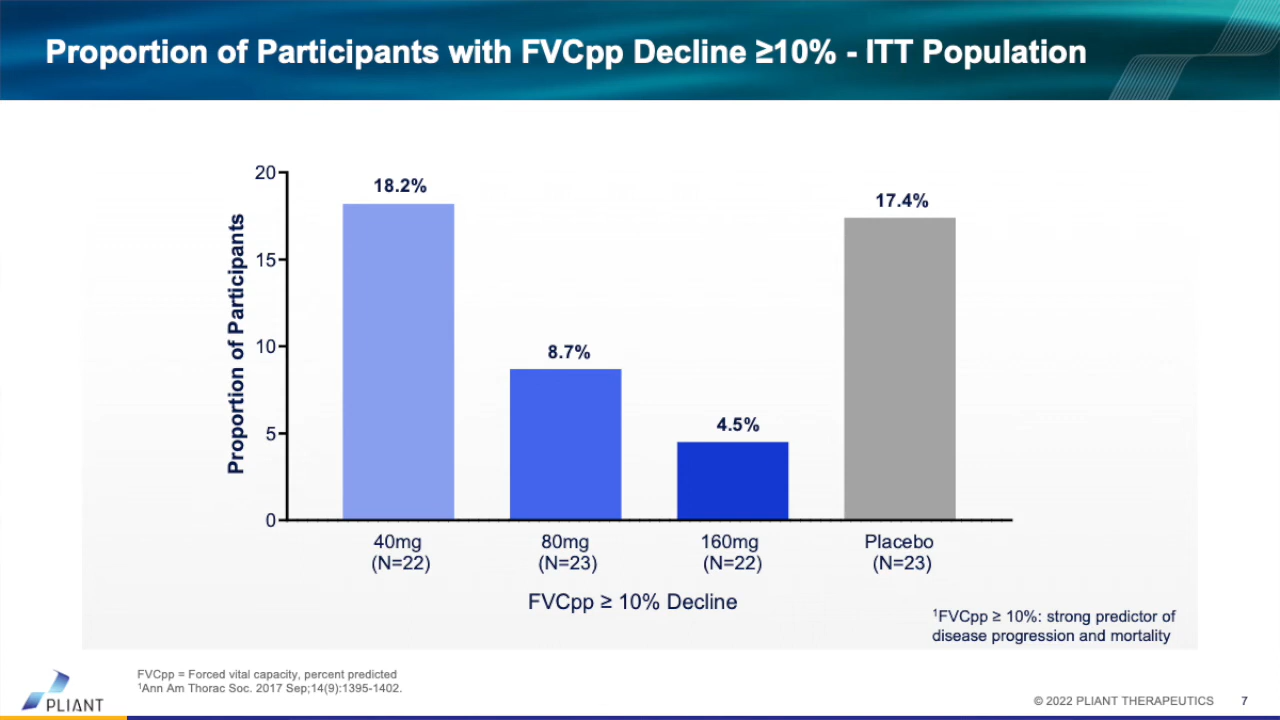 Proportion of Participants with FVCpp Decline ≥10% - ITT Population
Proportion of Participants
20
15
10
5
0
18.2%
8.7%
4.5%
17.4%
40mg
(N=22)
80mg
(N=23)
160mg
(N=22)
Placebo
(N=23)
FVCpp ≥ 10% Decline
¹FVCpp ≥ 10%: strong predictor of
disease progression and mortality
FVCpp = Forced vital capacity, percent predicted
¹Ann Am Thorac Soc. 2017 Sep;14(9):1395-1402.
PLIANT
© 2022 PLIANT THERAPEUTICS
7